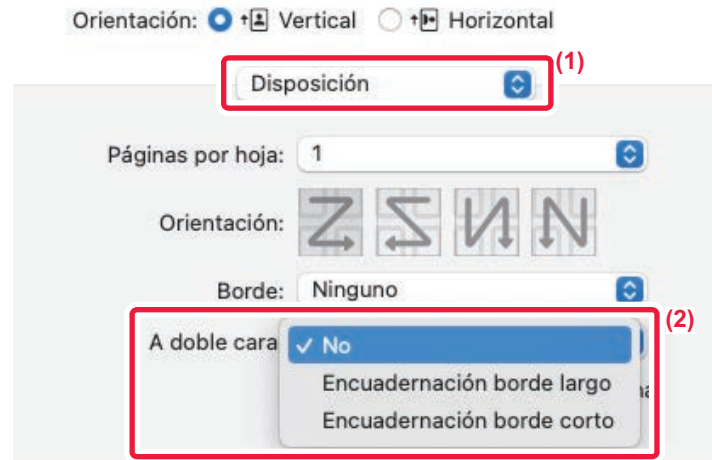 Orientación: Vertical Horizontal
(1)
Disposición
Páginas por hoja: 1
Orientación:
Borde: Ninguno
(2)
A doble cara ✓ No
Encuadernación borde largo
Encuadernación borde corto